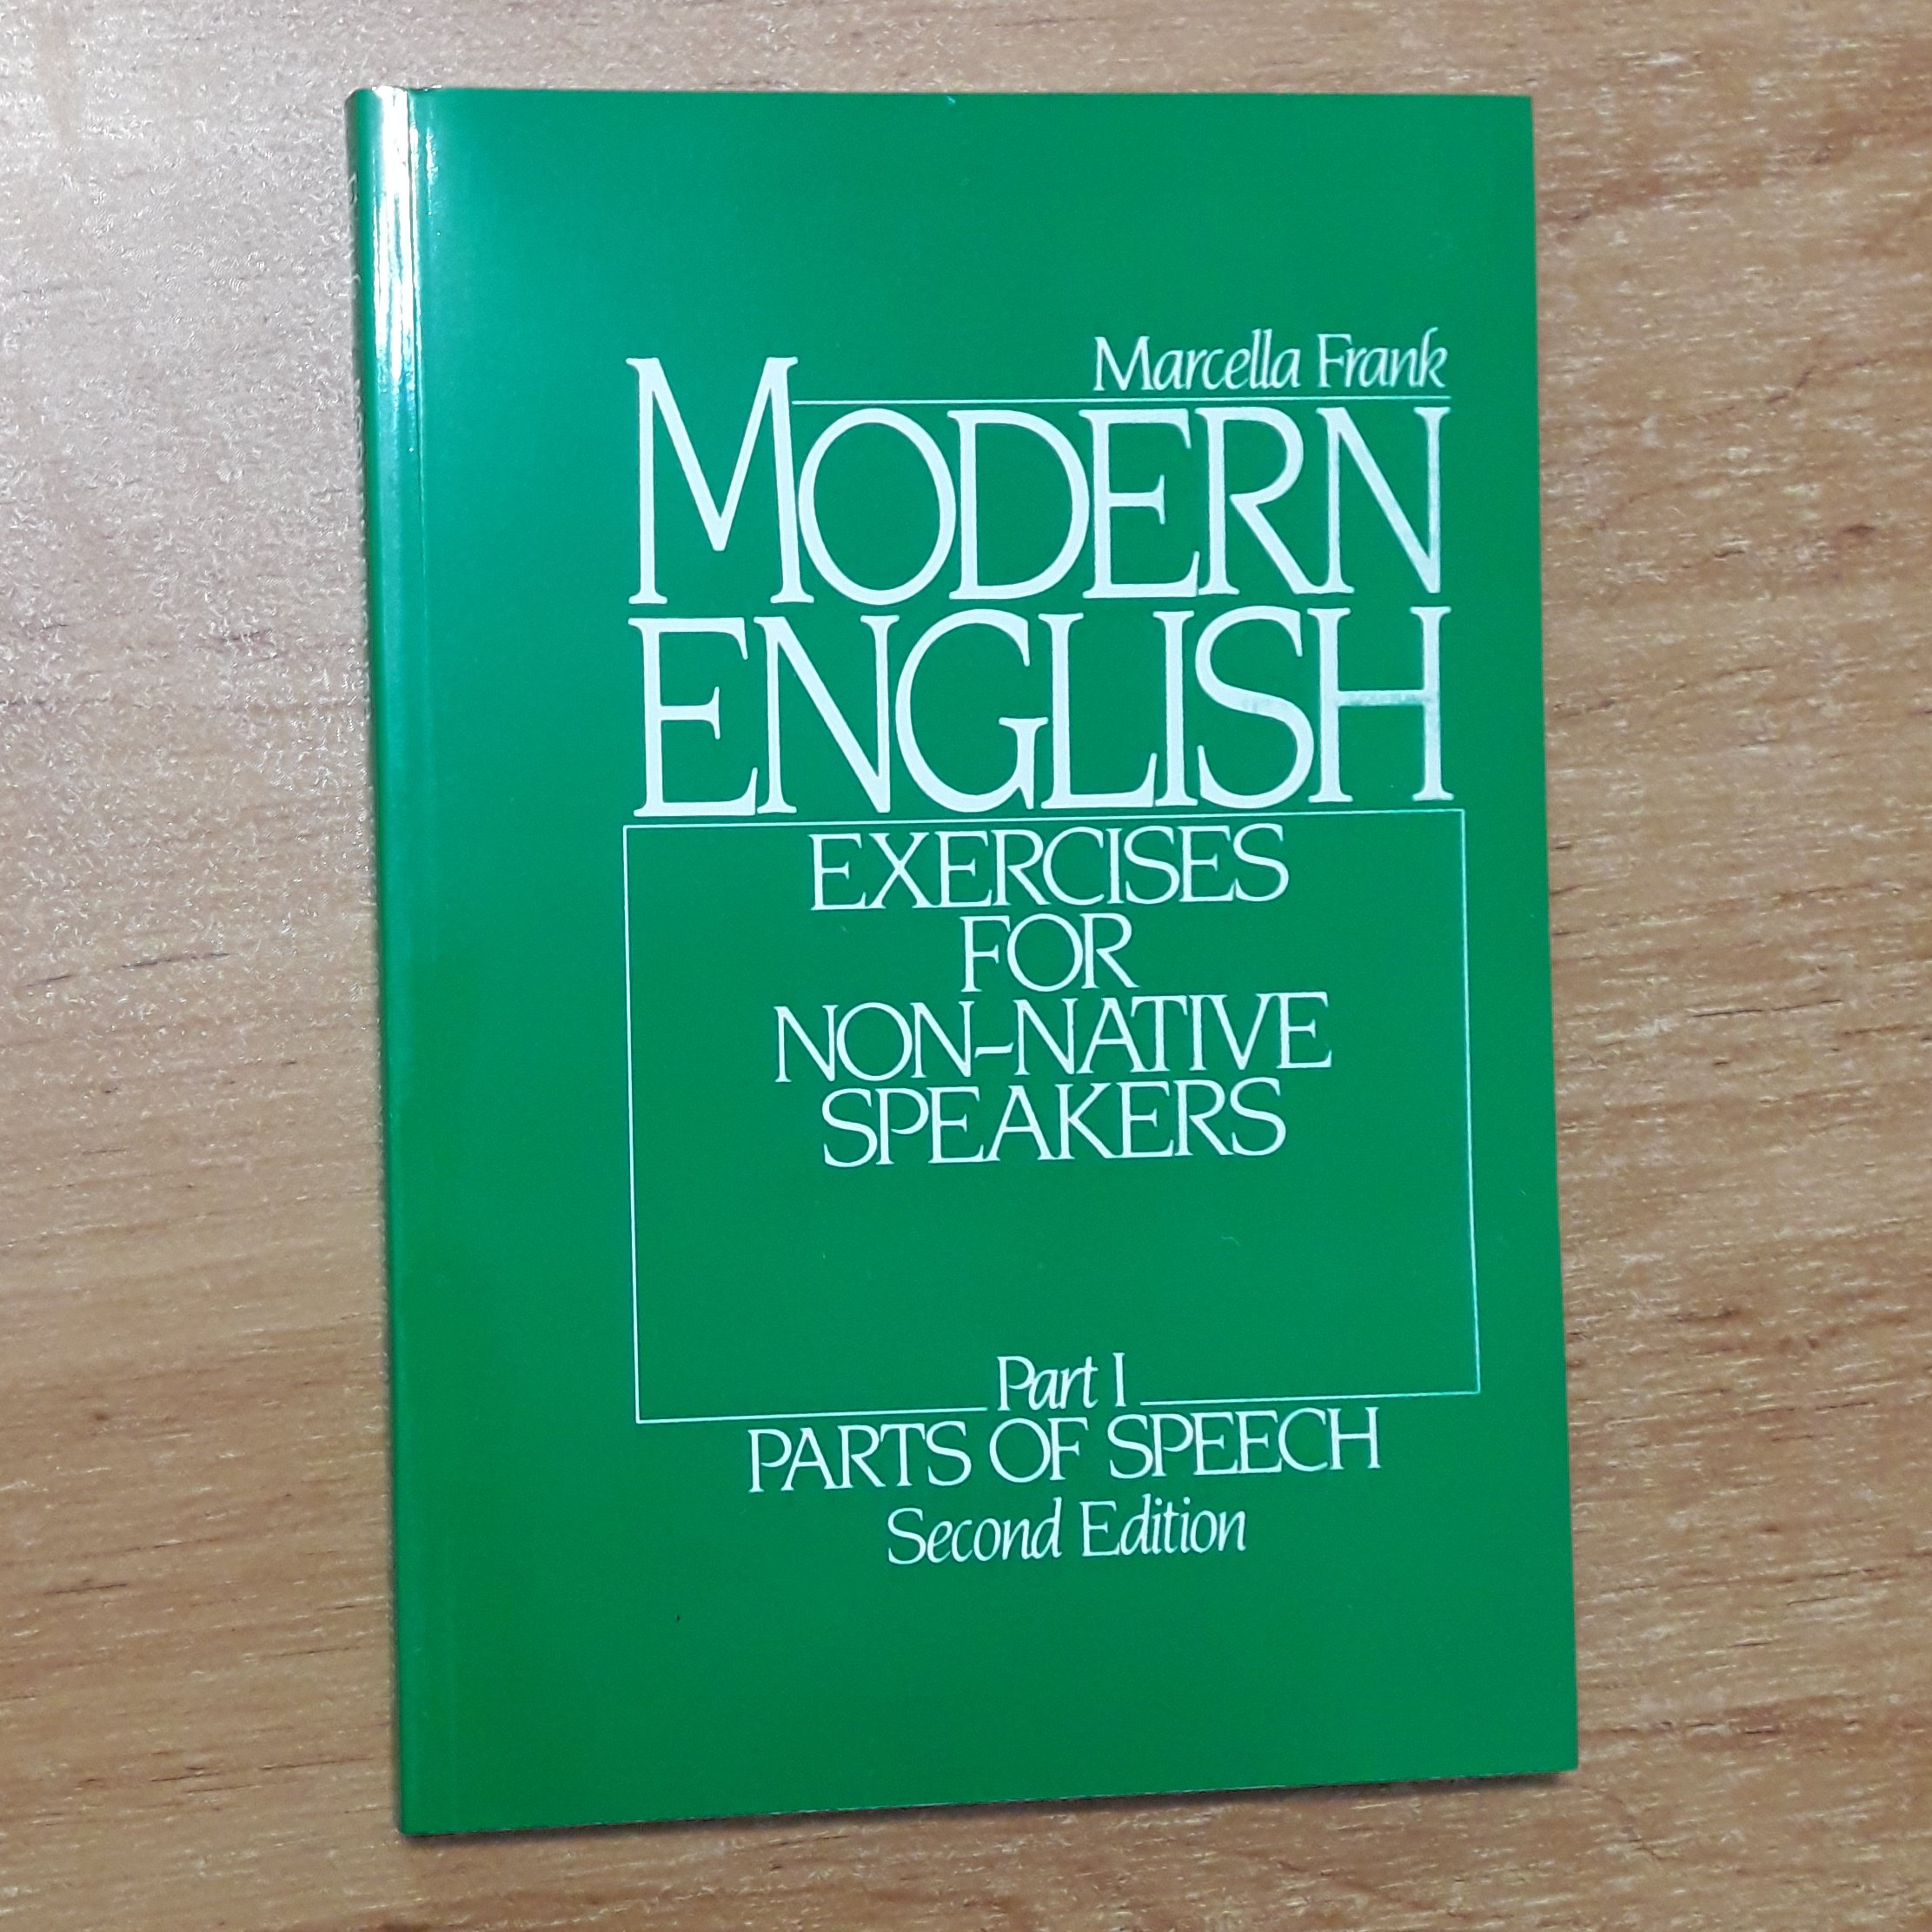 Marcella Frank
MODERN
ENGLISH
EXERCISES
FOR
NON-NATIVE
SPEAKERS
Part I
PARTS OF SPEECH
Second Edition